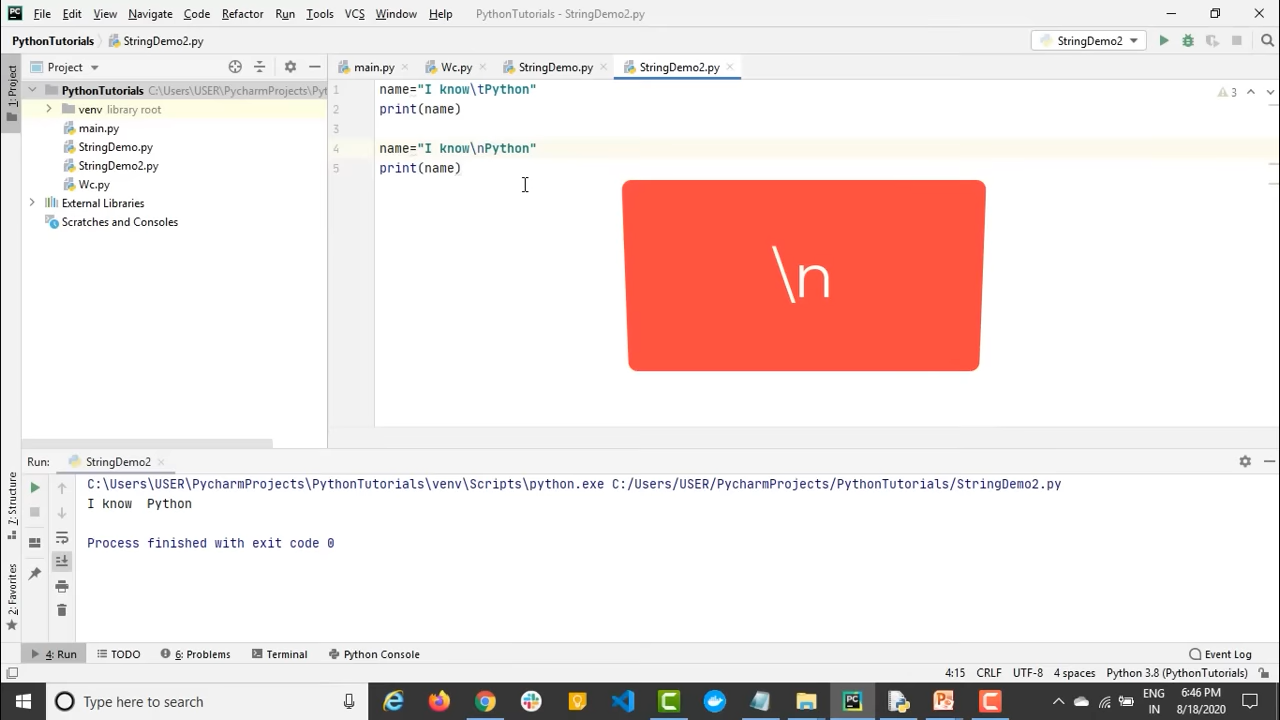 File Edit View Navigate Code Refactor Run Tools VCS Window Help PythonTutorials - StringDemo2.py
PythonTutorials StringDemo2.py StringDemo2
1: Project
Project
main.py Wc.py StringDemo.py StringDemo2.py
PythonTutorials C:\Users\USER\PycharmProjects\Pyt
venv library root
main.py
StringDemo.py
StringDemo2.py
Wc.py
External Libraries
Scratches and Consoles
1 name="I know\tPython"
2 print(name)
3
4 name="I know\nPython"
5 print(name)
3
\n
Run: StringDemo2
C:\Users\USER\PycharmProjects\PythonTutorials\venv\Scripts\python.exe C:/Users/USER/PycharmProjects/PythonTutorials/StringDemo2.py
I know  Python
Process finished with exit code 0
7: Structure
2: Favorites
4: Run TODO 6: Problems Terminal Python Console Event Log
4:15 CRLF UTF-8 4 spaces Python 3.8 (PythonTutorials)
Type here to search
ENG
IN
6:46 PM
8/18/2020